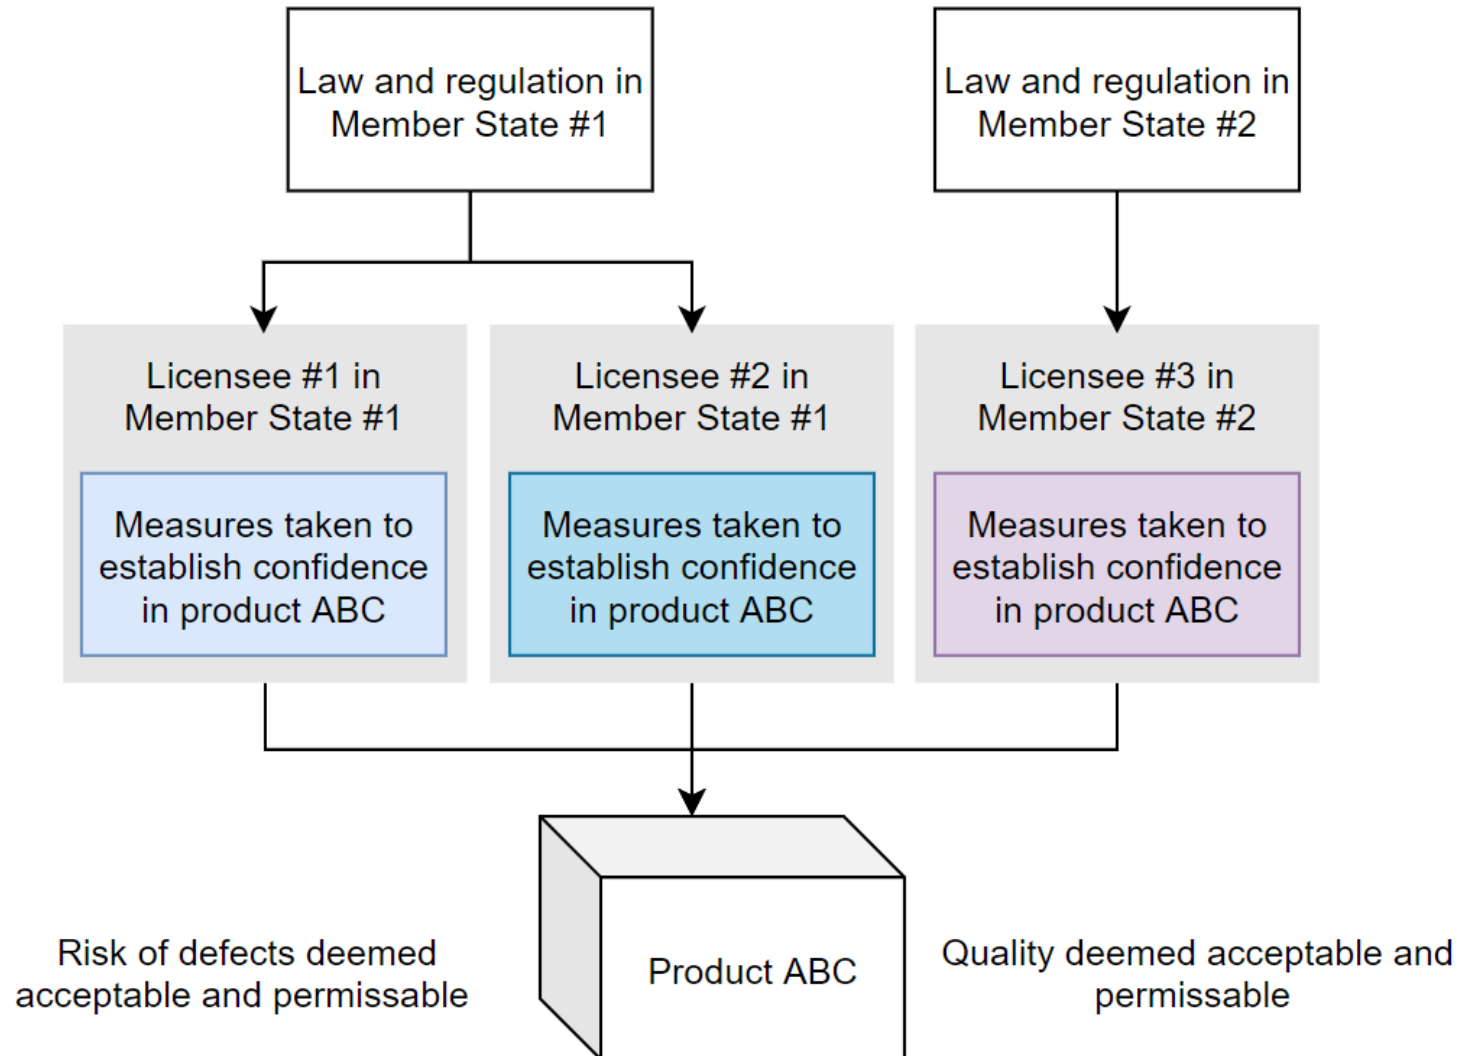 Law and regulation in
Member State #1
Law and regulation in
Member State #2
Licensee #1 in
Member State #1
Licensee #2 in
Member State #1
Licensee #3 in
Member State #2
Measures taken to
establish confidence
in product ABC
Measures taken to
establish confidence
in product ABC
Measures taken to
establish confidence
in product ABC
Risk of defects deemed
acceptable and permissable
Product ABC
Quality deemed acceptable and
permissable